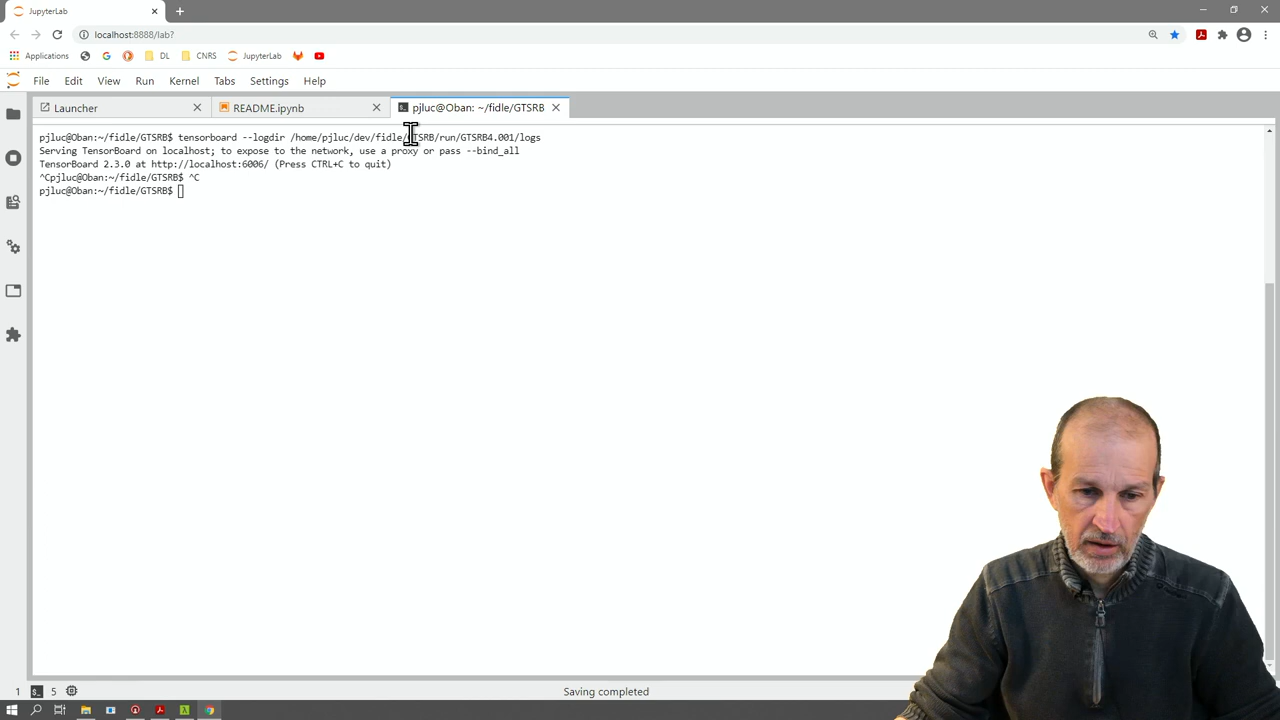 JupyterLab
localhost:8888/lab?
Applications DL CNRS JupyterLab
File Edit View Run Kernel Tabs Settings Help
Launcher README.ipynb pjluc@Oban: ~/fidle/GTSRB
pjluc@Oban:~/fidle/GTSRB$ tensorboard --logdir /home/pjluc/dev/fidle/GTSRB/run/GTSRB4.001/logs
Serving TensorBoard on localhost; to expose to the network, use a proxy or pass --bind_all
TensorBoard 2.3.0 at http://localhost:6006/ (Press CTRL+C to quit)
^Cpjluc@Oban:~/fidle/GTSRB$ ^C
pjluc@Oban:~/fidle/GTSRB$
1 5 Saving completed